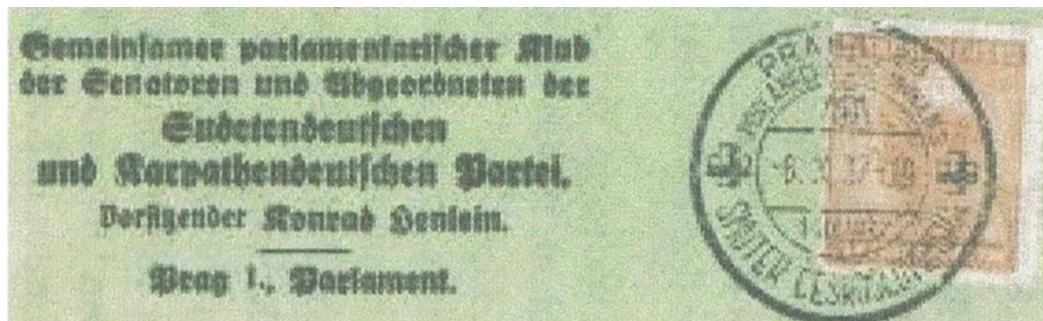 Gemeinsamer parlamentarischer Klub
der Senatoren und Abgeordneten der
Sudetendeutschen
und Karpathendeutschen Partei.
Vorsitzender Konrad Henlein.
Prag I., Parlament.